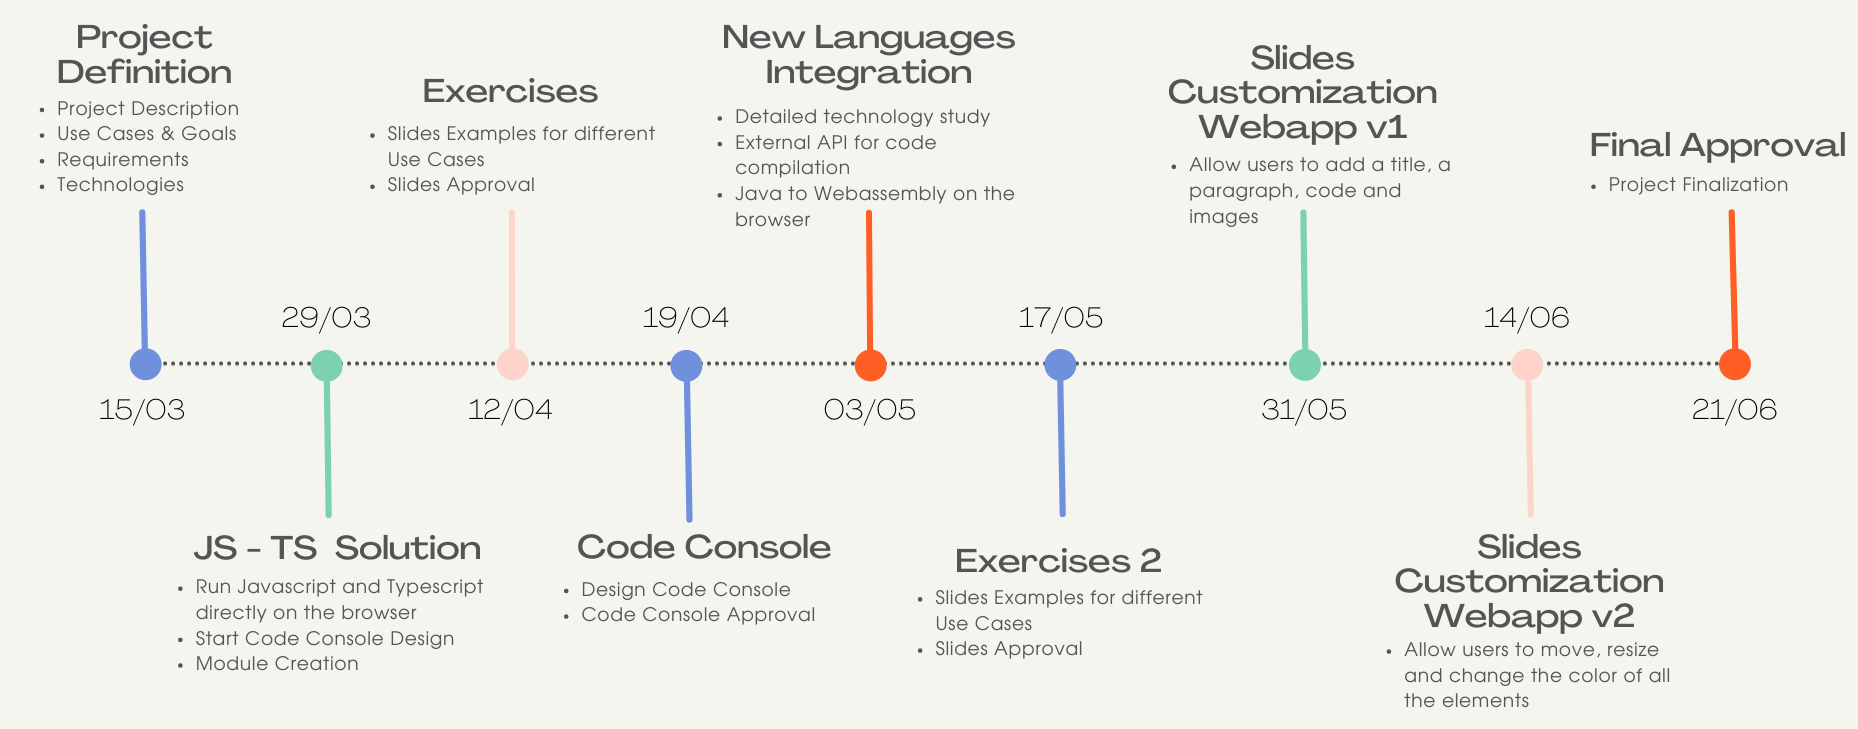 Project
Definition
• Project Description
• Use Cases & Goals
• Requirements
• Technologies
Exercises
• Slides Examples for different
Use Cases
• Slides Approval
New Languages
Integration
• Detailed technology study
• External API for code
compilation
• Java to Webassembly on the
browser
Slides
Customization
Webapp v1
• Allow users to add a title, a
paragraph, code and
images
Final Approval
• Project Finalization
29/03
19/04
17/05
14/06
15/03
12/04
03/05
31/05
21/06
JS - TS Solution
• Run Javascript and Typescript
directly on the browser
• Start Code Console Design
• Module Creation
Code Console
• Design Code Console
• Code Console Approval
Exercises 2
• Slides Examples for different
Use Cases
• Slides Approval
Slides
Customization
Webapp v2
• Allow users to move, resize
and change the color of all
the elements